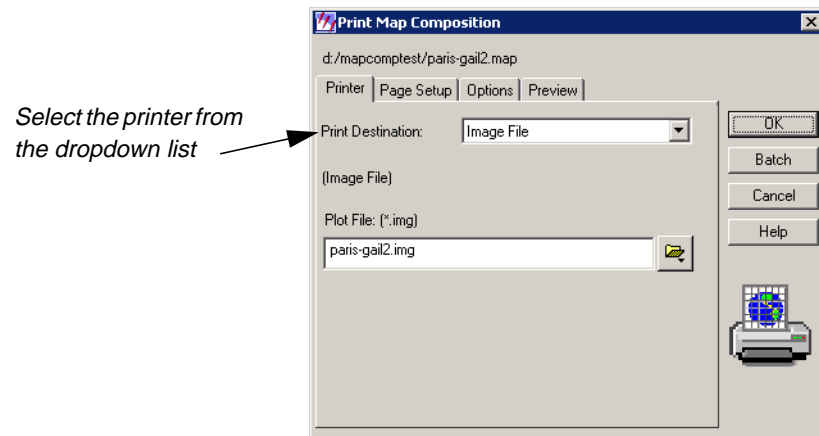 Print Map Composition
d:/mapcomptest/paris-gail2.map
Printer Page Setup Options Preview
Select the printer from
the dropdown list
Print Destination: Image File
OK
Batch
(Image File)
Cancel
Plot File: (*.img)
Help
paris-gail2.img